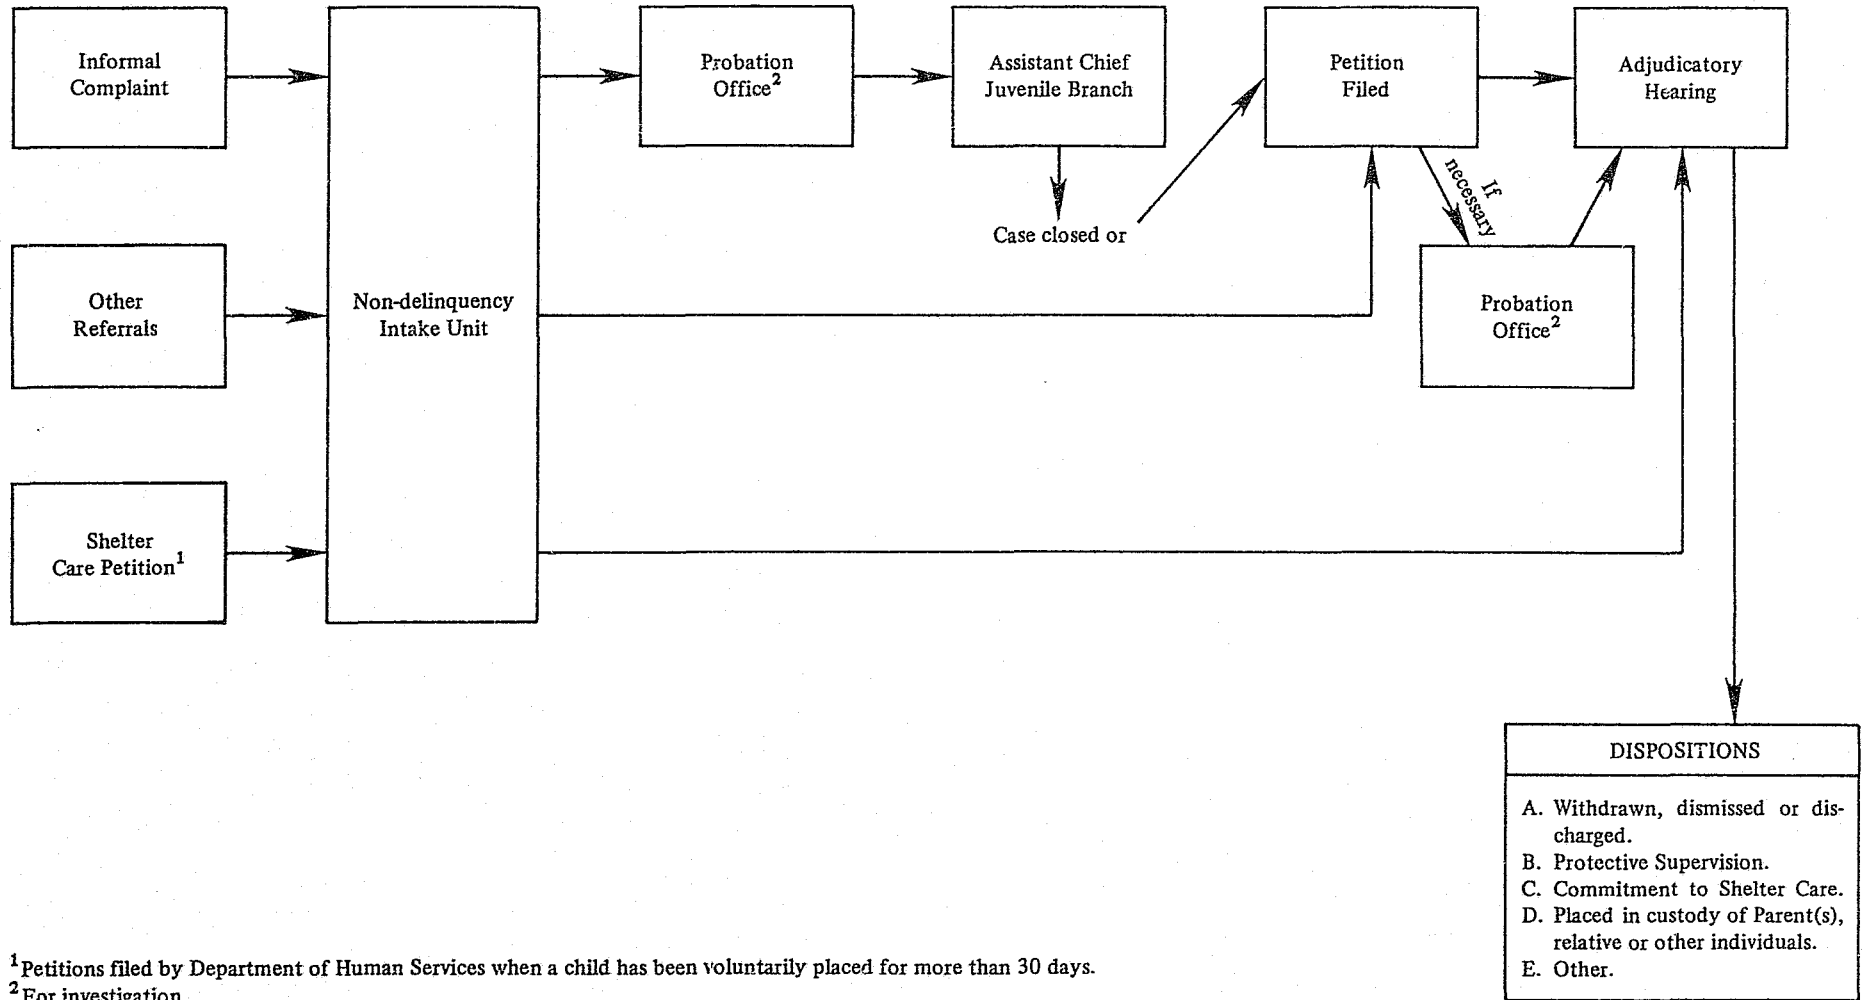 Informal
Complaint
Probation
Office2
Assistant Chief
Juvenile Branch
Petition
Filed
Adjudicatory
Hearing
Case closed or
If
necessary
Other
Referrals
Non-delinquency
Intake Unit
Probation
Office2
Shelter
Care Petition1
DISPOSITIONS
A. Withdrawn, dismissed or dis-
charged.
B. Protective Supervision.
C. Commitment to Shelter Care.
D. Placed in custody of Parent(s),
relative or other individuals.
E. Other.
1Petitions filed by Department of Human Services when a child has been voluntarily placed for more than 30 days.
2For investigation